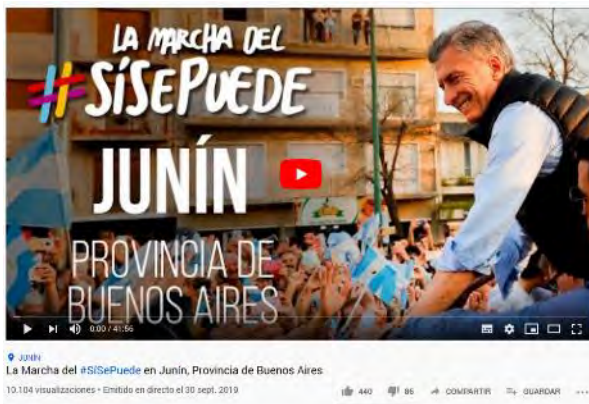 LA MARCHA DEL
#SÍSEPUEDE
JUNÍN
PROVINCIA DE
BUENOS AIRES
0:00 / 41:56
JUNÍN
La Marcha del #SíSePuede en Junín, Provincia de Buenos Aires
10.104 visualizaciones • Emitido en directo el 30 sept. 2019
440
86
COMPARTIR
GUARDAR